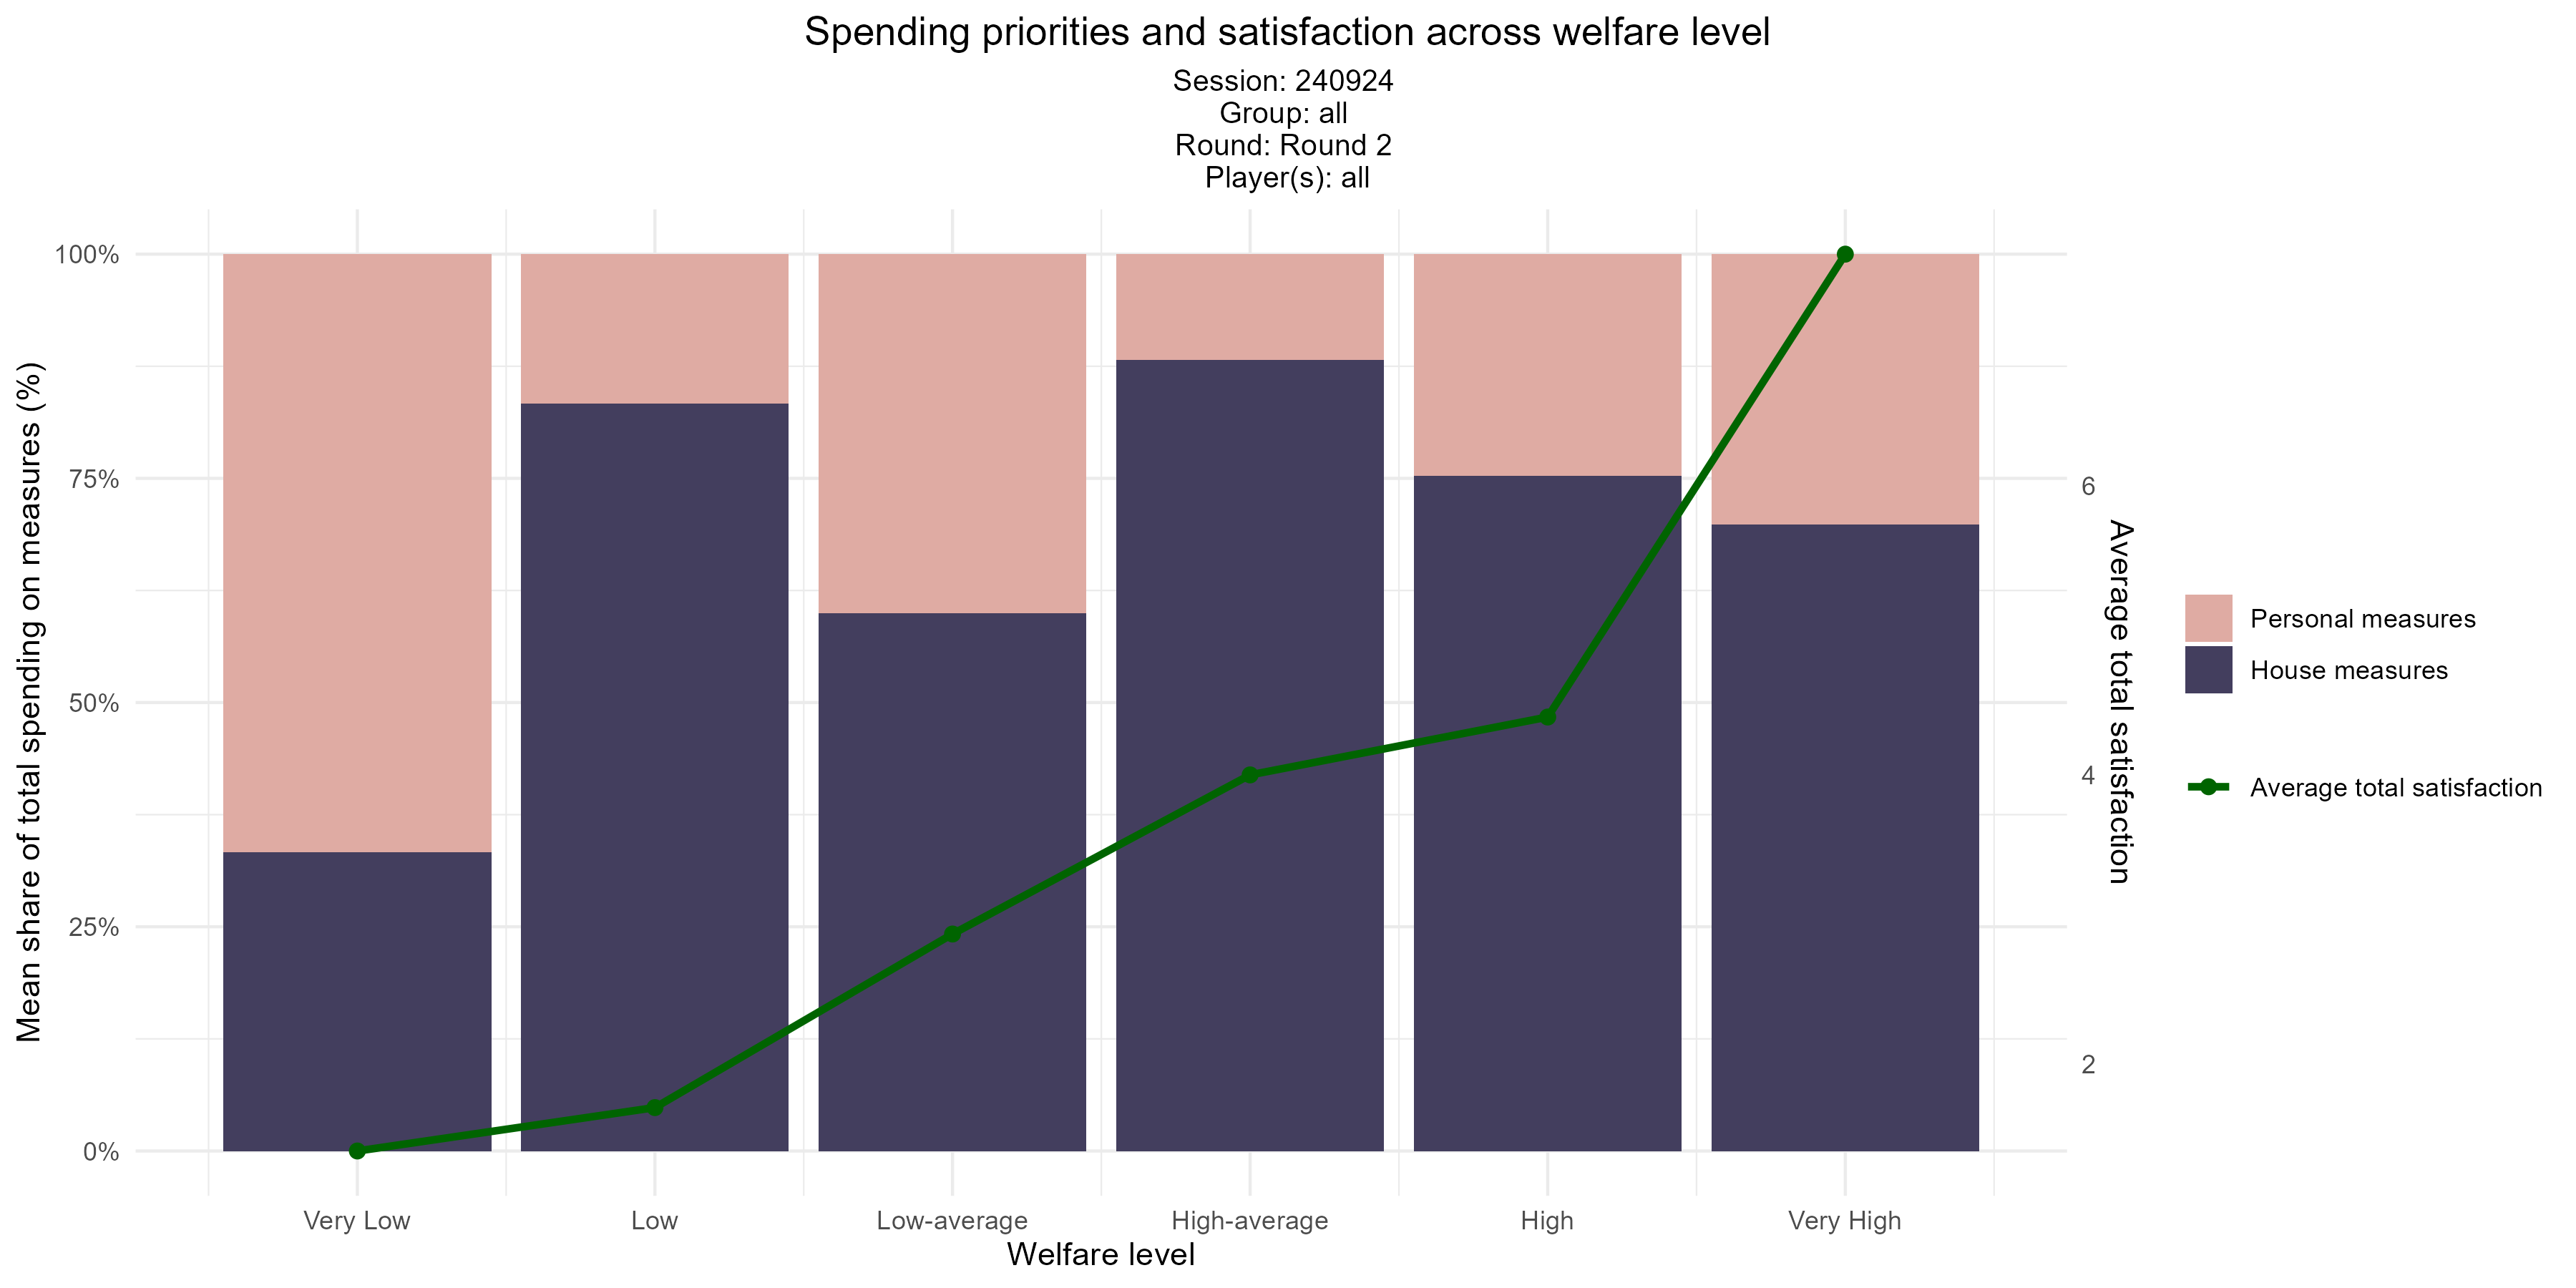 Spending priorities and satisfaction across welfare level
Session: 240924
Group: all
Round: Round 2
Player(s): all
Mean share of total spending on measures (%)
100%
75%
50%
25%
0%
6
4
2
Average total satisfaction
Personal measures
House measures
Average total satisfaction
Very Low
Low
Low-average
High-average
High
Very High
Welfare level